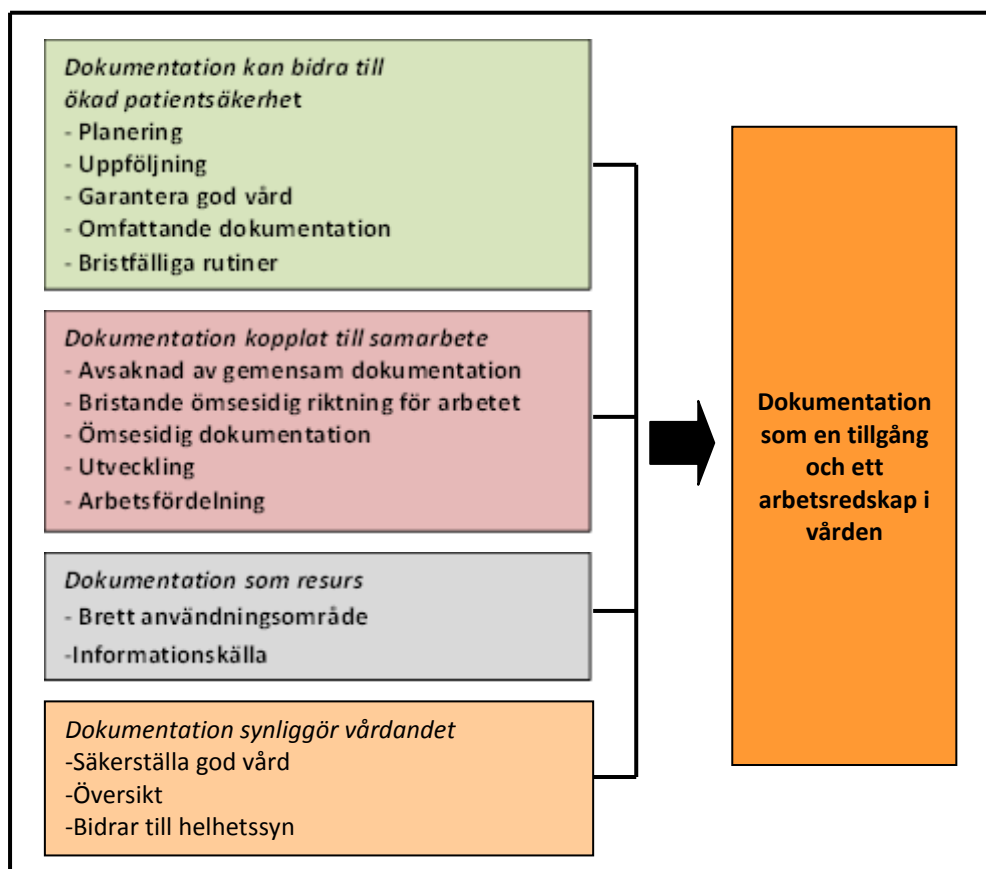 Dokumentation kan bidra till
ökad patientsäkerhet
- Planering
- Uppföljning
- Garantera god vård
- Omfattande dokumentation
- Bristfälliga rutiner
Dokumentation kopplat till samarbete
- Avsaknad av gemensam dokumentation
- Bristande ömsesidig riktning för arbetet
- Ömsesidig dokumentation
- Utveckling
- Arbetsfördelning
Dokumentation som resurs
- Brett användningsområde
-Informationskälla
Dokumentation synliggör vårdandet
-Säkerställa god vård
-Översikt
-Bidrar till helhetssyn
Dokumentation
som en tillgång
och ett
arbetsredskap i
vården